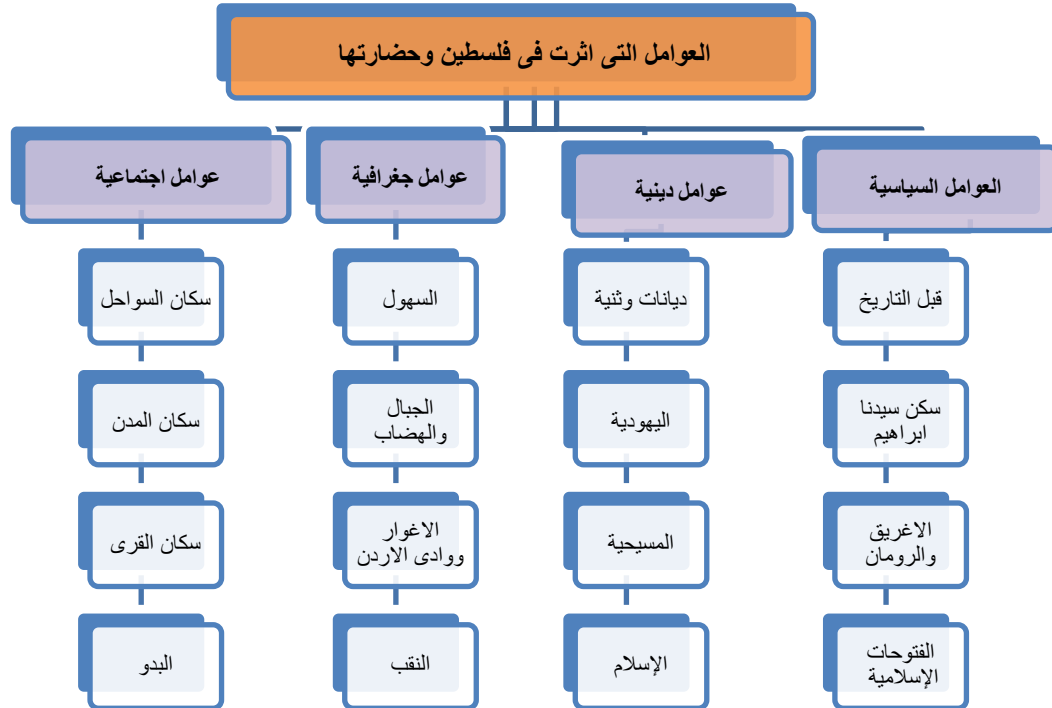 العوامل التى اثرت فى فلسطين وحضارتها
العوامل السياسية
عوامل دينية
عوامل جغرافية
عوامل اجتماعية
قبل التاريخ
ديانات وثنية
السهول
سكان السواحل
سكن سيدنا
ابراهيم
اليهودية
الجبال
والهضاب
سكان المدن
الاغريق
والرومان
المسيحية
الاغوار
ووادى الاردن
سكان القرى
الفتوحات
الإسلامية
الإسلام
النقب
البدو